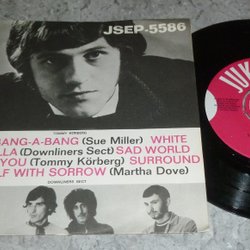 JSEP-5586
TOMMY KÖRBERG
BANG-A-BANG (Sue Miller) WHITE
LLA (Downliners Sect) SAD WORLD
YOU (Tommy Körberg) SURROUND
LF WITH SORROW (Martha Dove)
DOWNLINERS SECT
JUK